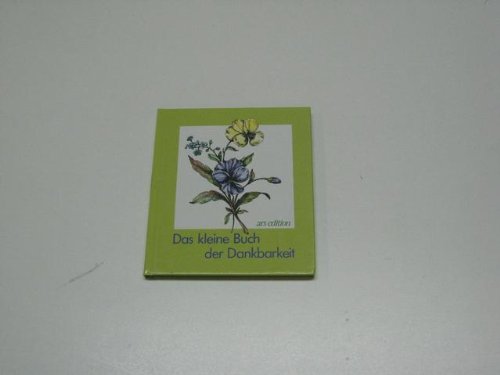 ars edition
Das kleine Buch
der Dankbarkeit